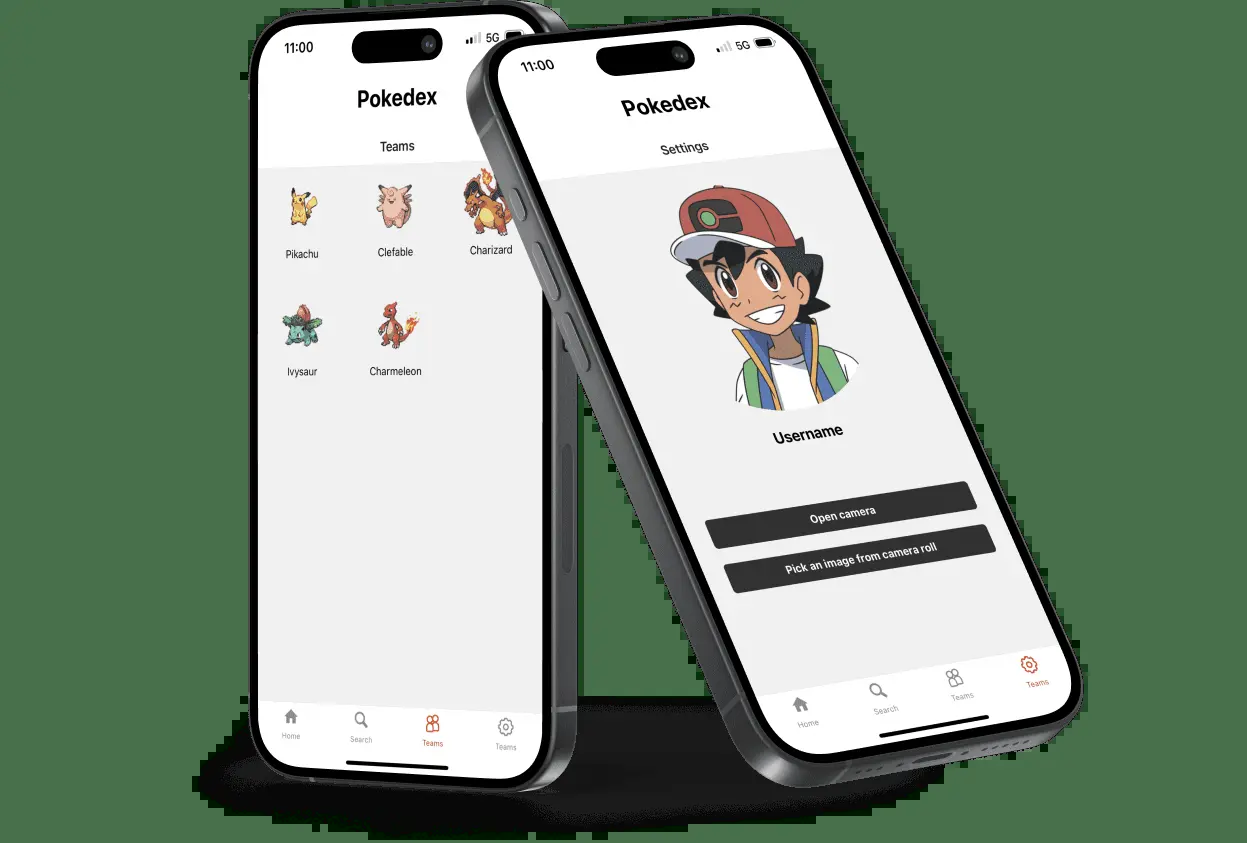 11:00
5G
Pokedex
Teams
Pikachu
Clefable
Charizard
Ivysaur
Charmeleon
Home
Search
Teams
Teams
11:00
5G
Pokedex
Settings
Username
Open camera
Pick an image from camera roll
Home
Search
Teams
Teams